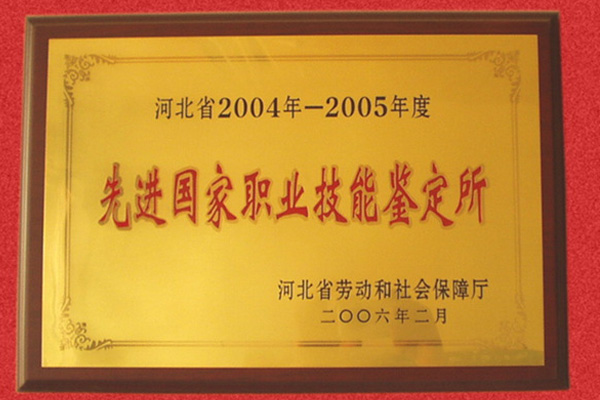 河北省2004年－2005年度
先进国家职业技能鉴定所
河北省劳动和社会保障厅
二〇〇六年二月